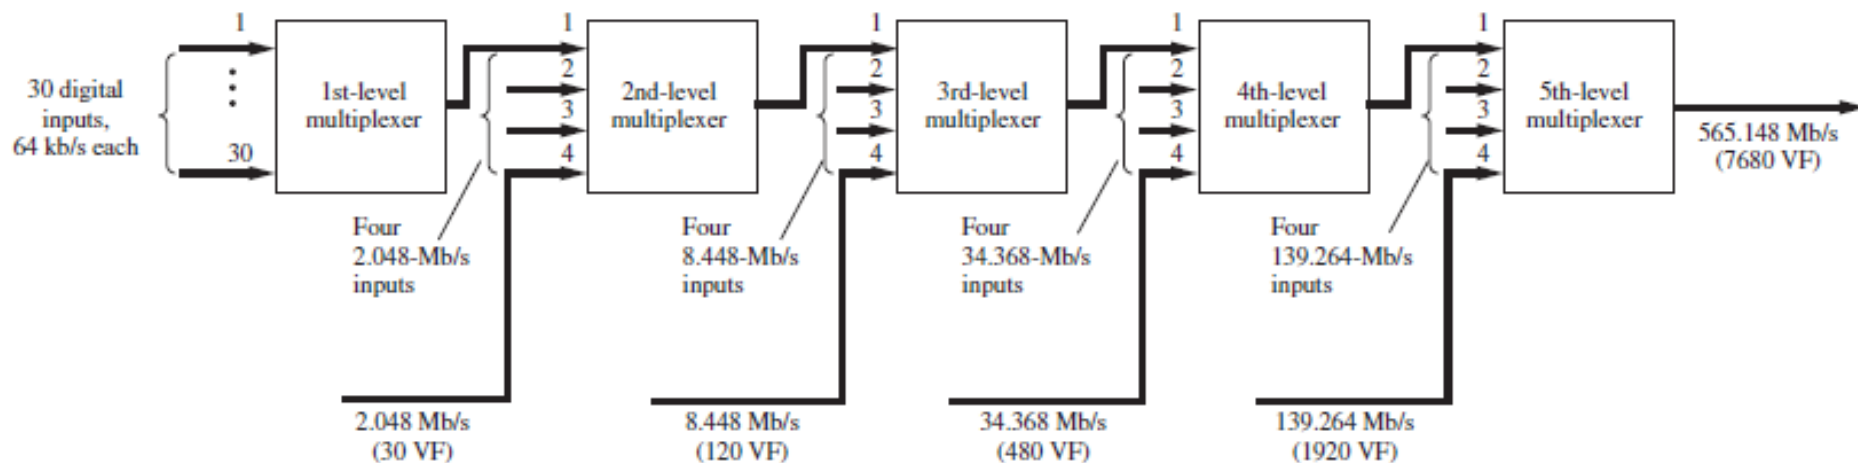 30 digital
inputs,
64 kb/s each
1
30
1st-level
multiplexer
1
2
3
4
Four
2.048-Mb/s
inputs
2.048 Mb/s
(30 VF)
2nd-level
multiplexer
1
2
3
4
Four
8.448-Mb/s
inputs
8.448 Mb/s
(120 VF)
3rd-level
multiplexer
1
2
3
4
Four
34.368-Mb/s
inputs
34.368 Mb/s
(480 VF)
4th-level
multiplexer
1
2
3
4
Four
139.264-Mb/s
inputs
139.264 Mb/s
(1920 VF)
5th-level
multiplexer
565.148 Mb/s
(7680 VF)